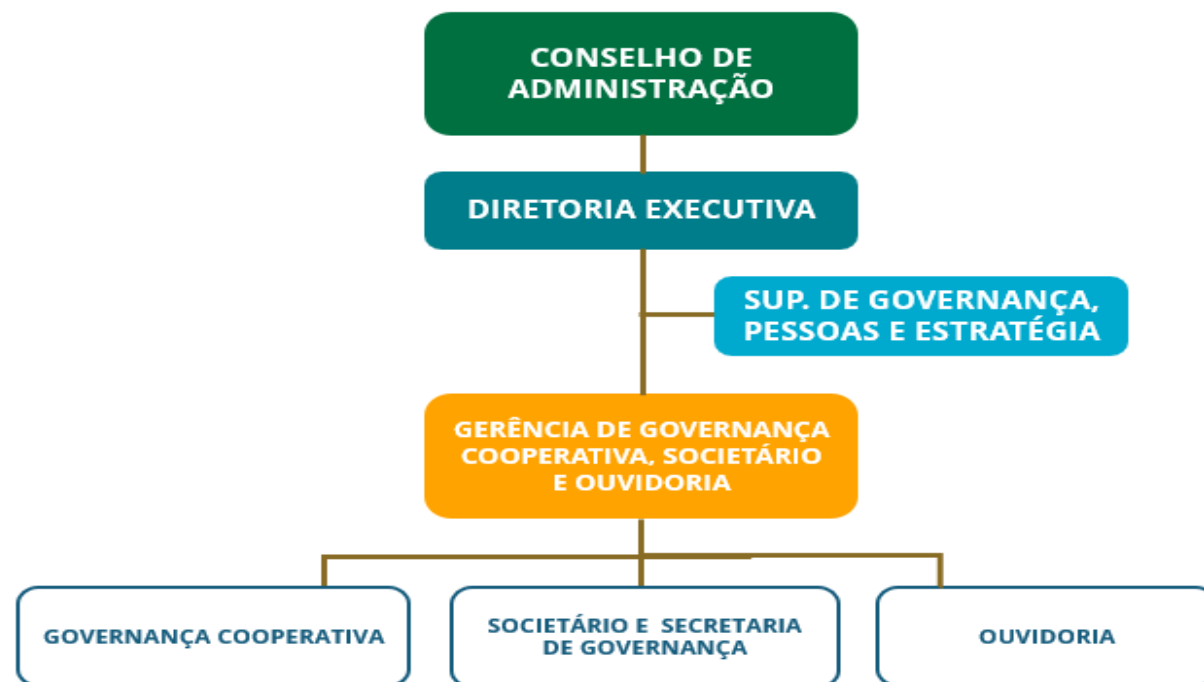 CONSELHO DE
ADMINISTRAÇÃO
DIRETORIA EXECUTIVA
SUP. DE GOVERNANÇA,
PESSOAS E ESTRATÉGIA
GERÊNCIA DE GOVERNANÇA
COOPERATIVA, SOCIETÁRIO
E OUVIDORIA
GOVERNANÇA COOPERATIVA
SOCIETÁRIO E SECRETARIA
DE GOVERNANÇA
OUVIDORIA